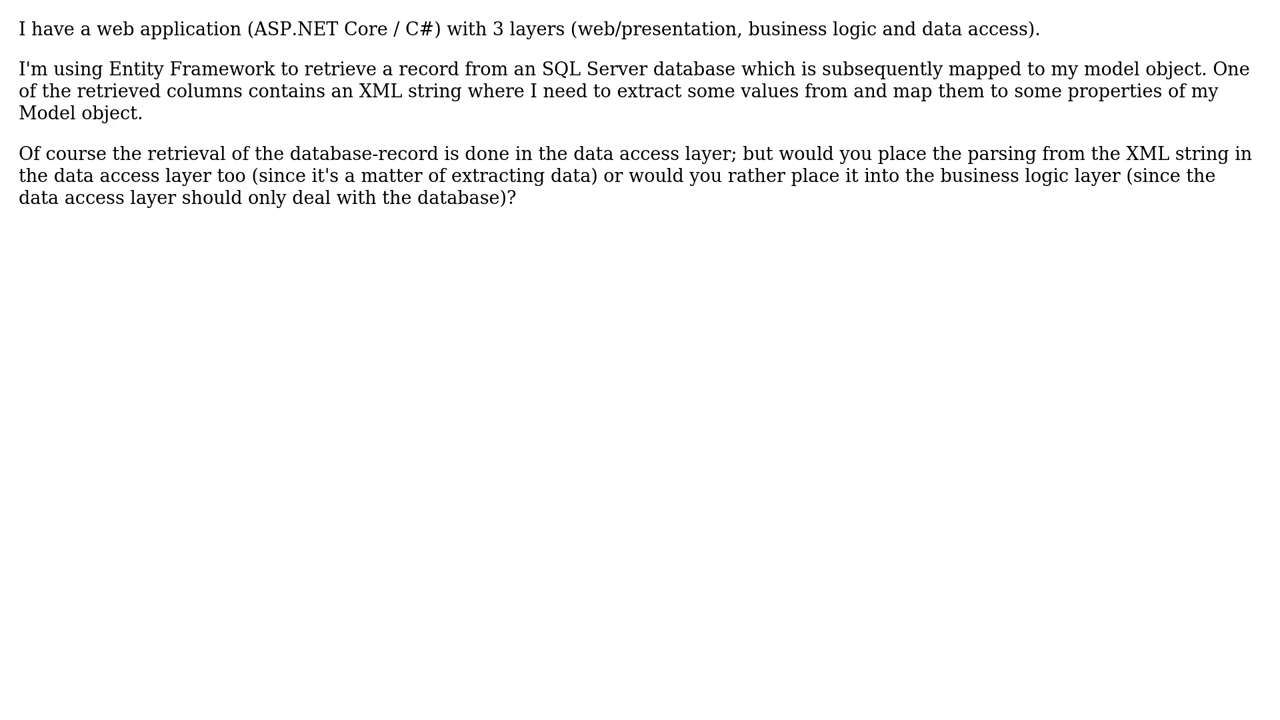 I have a web application (ASP.NET Core / C#) with 3 layers (web/presentation, business logic and data access).
I'm using Entity Framework to retrieve a record from an SQL Server database which is subsequently mapped to my model object. One
of the retrieved columns contains an XML string where I need to extract some values from and map them to some properties of my
Model object.
Of course the retrieval of the database-record is done in the data access layer; but would you place the parsing from the XML string in
the data access layer too (since it's a matter of extracting data) or would you rather place it into the business logic layer (since the
data access layer should only deal with the database)?